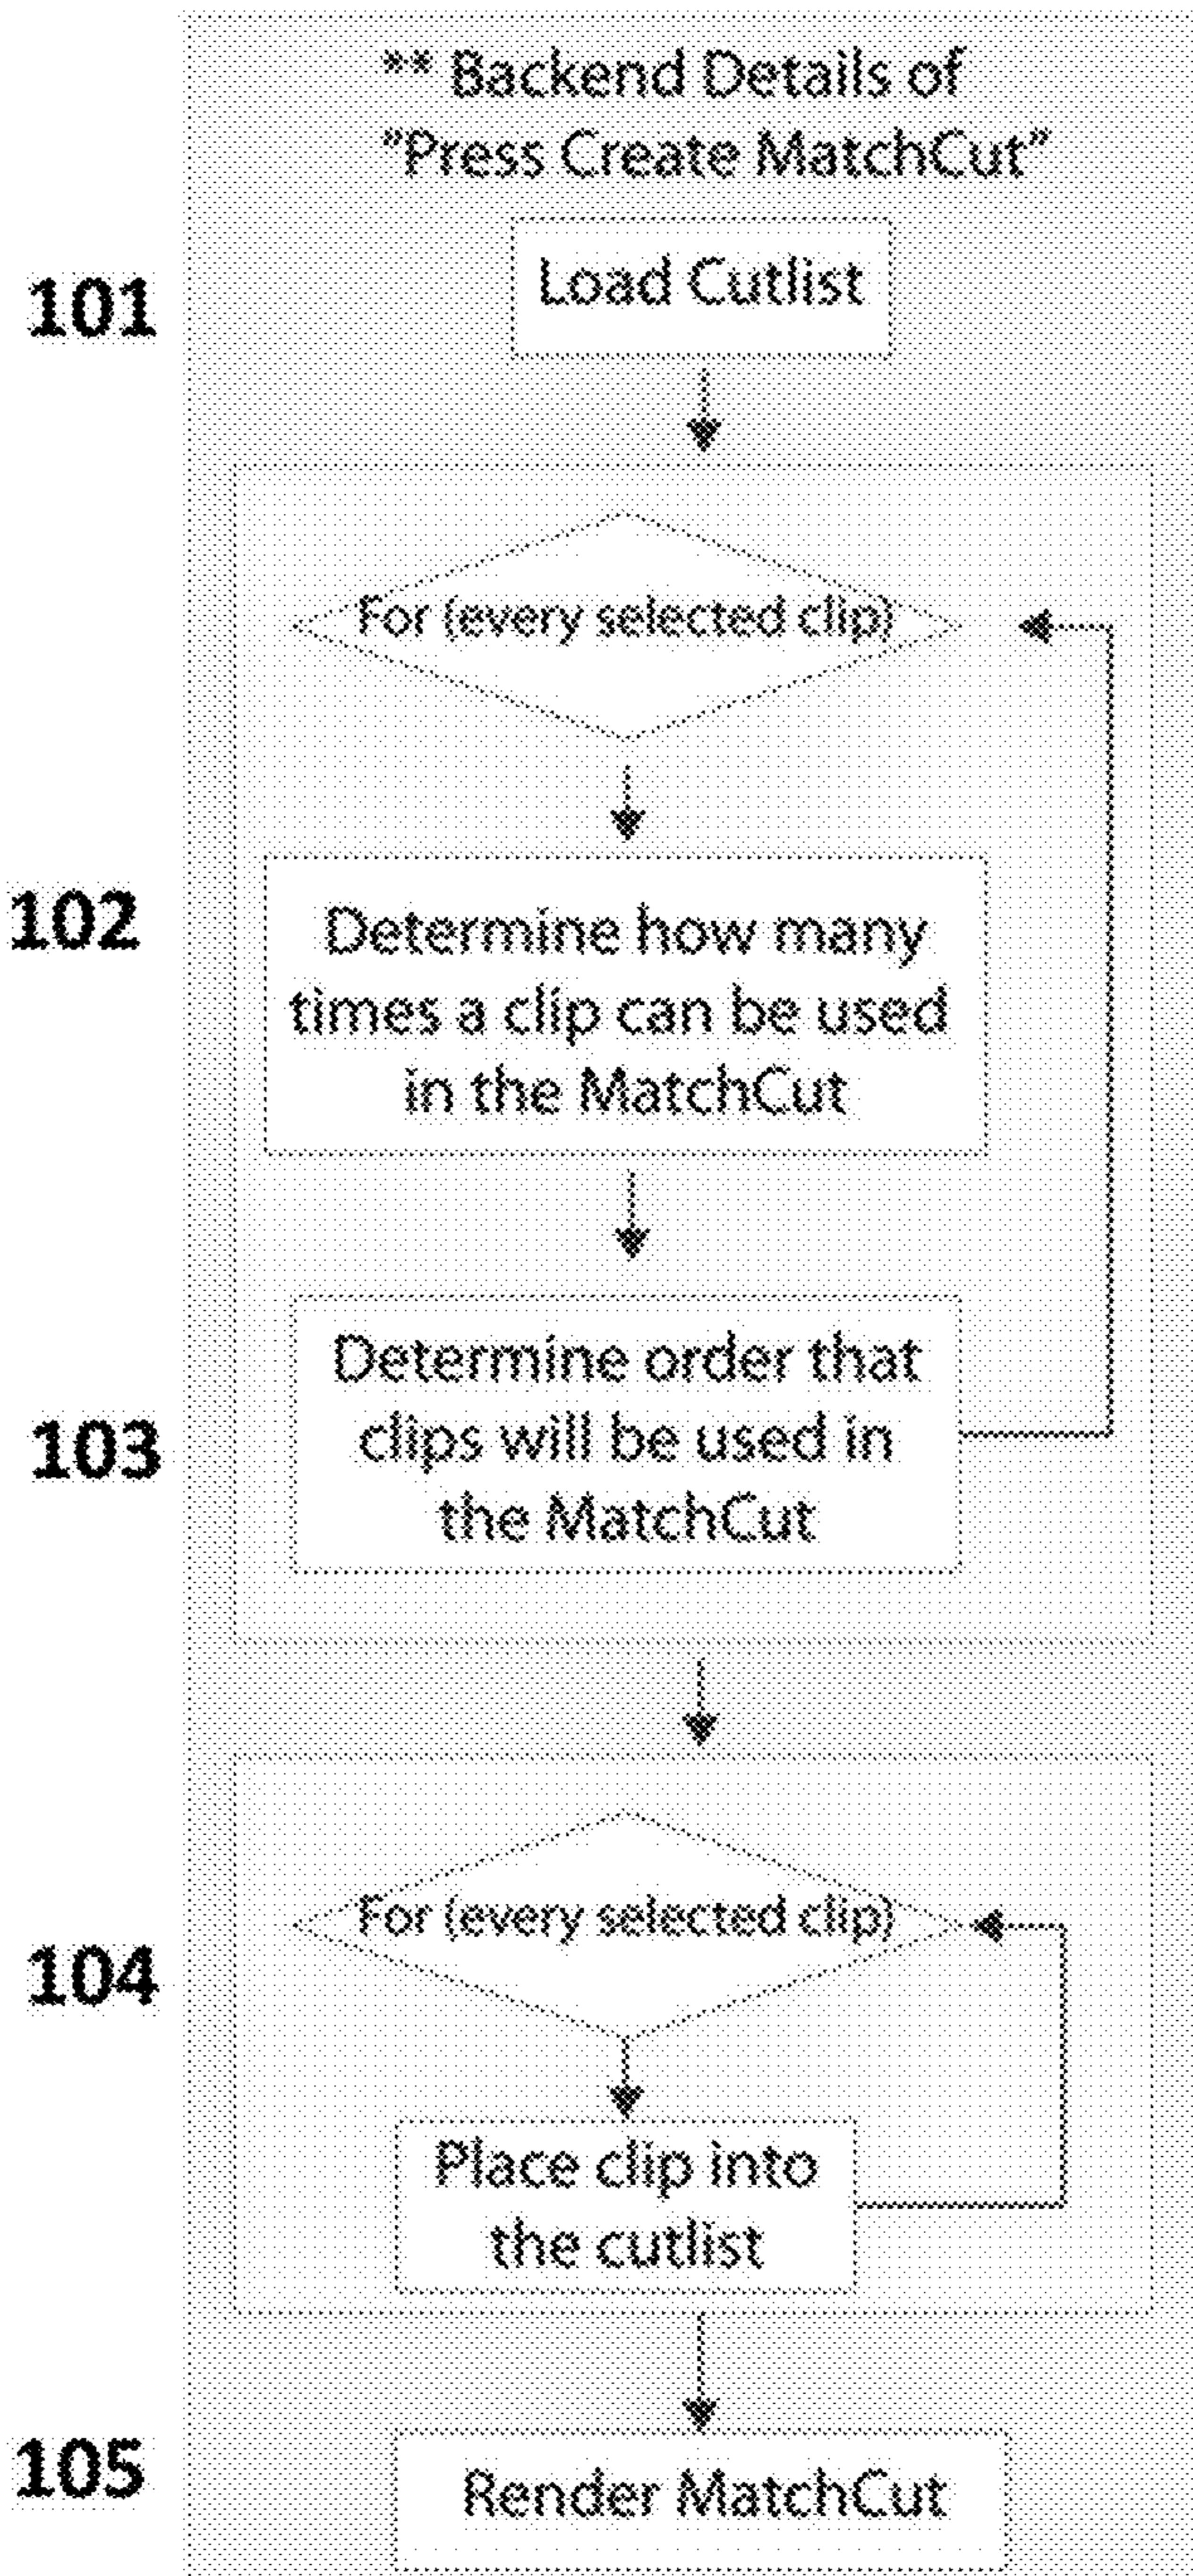 ** Backend Details of
"Press Create MatchCut"
101
Load Cutlist
For (every selected clip)
102
Determine how many
times a clip can be used
in the MatchCut
103
Determine order that
clips will be used in
the MatchCut
For (every selected clip)
104
Place clip into
the cutlist
105
Render MatchCut